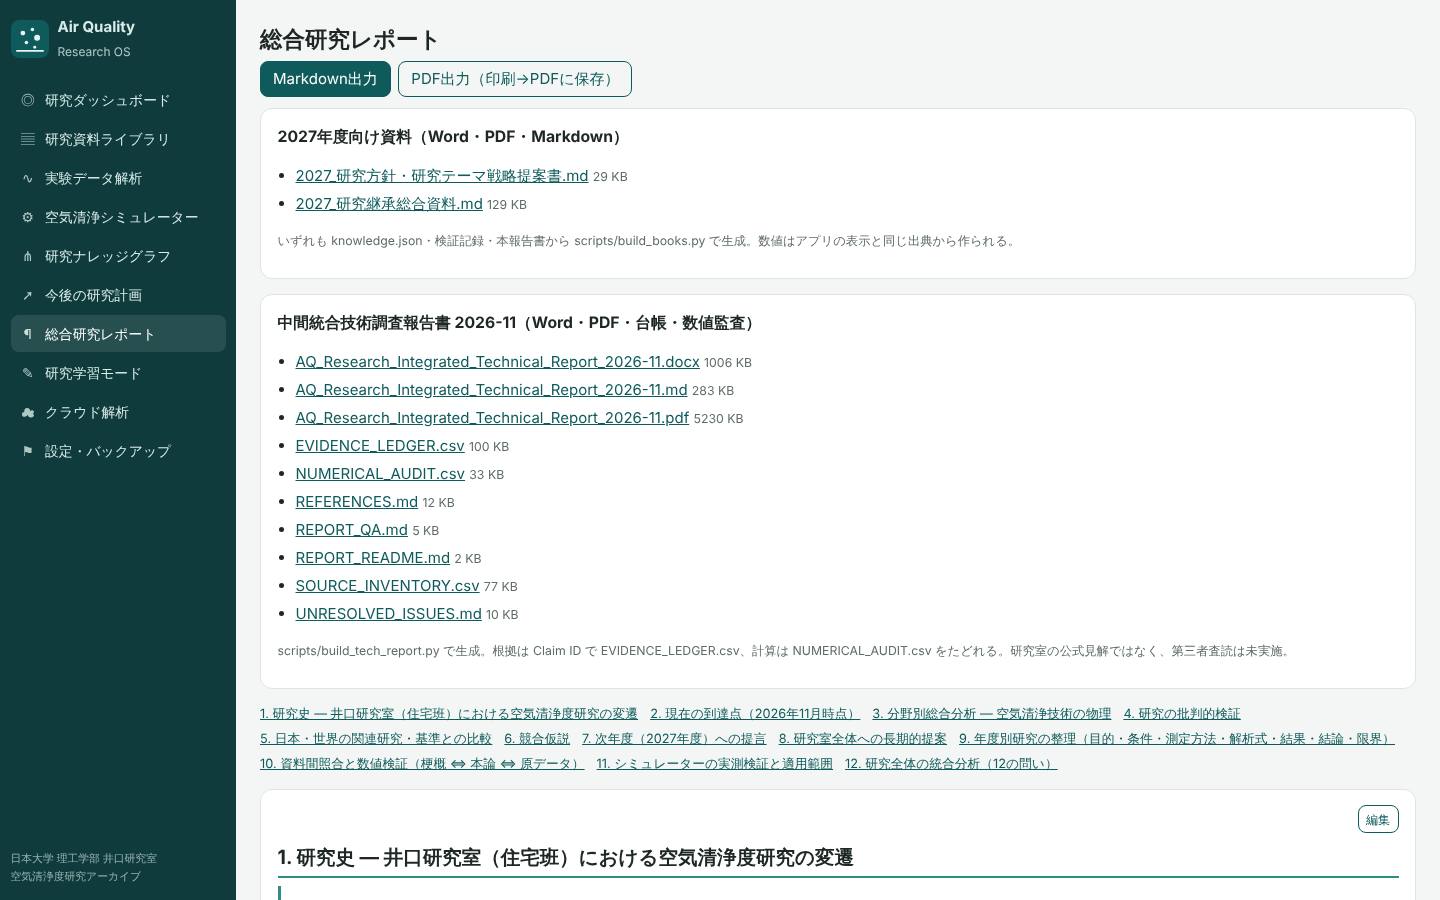 Air Quality
Research OS
研究ダッシュボード
研究資料ライブラリ
実験データ解析
空気清浄シミュレーター
研究ナレッジグラフ
今後の研究計画
総合研究レポート
研究学習モード
クラウド解析
設定・バックアップ
日本大学 理工学部 井口研究室
空気清浄度研究アーカイブ
総合研究レポート
Markdown出力
PDF出力（印刷→PDFに保存）
2027年度向け資料（Word・PDF・Markdown）
2027_研究方針・研究テーマ戦略提案書.md 29 KB
2027_研究継承総合資料.md 129 KB
いずれも knowledge.json・検証記録・本報告書から scripts/build_books.py で生成。数値はアプリの表示と同じ出典から作られる。
中間統合技術調査報告書 2026-11（Word・PDF・台帳・数値監査）
AQ_Research_Integrated_Technical_Report_2026-11.docx 1006 KB
AQ_Research_Integrated_Technical_Report_2026-11.md 283 KB
AQ_Research_Integrated_Technical_Report_2026-11.pdf 5230 KB
EVIDENCE_LEDGER.csv 100 KB
NUMERICAL_AUDIT.csv 33 KB
REFERENCES.md 12 KB
REPORT_QA.md 5 KB
REPORT_README.md 2 KB
SOURCE_INVENTORY.csv 77 KB
UNRESOLVED_ISSUES.md 10 KB
scripts/build_tech_report.py で生成。根拠は Claim ID で EVIDENCE_LEDGER.csv、計算は NUMERICAL_AUDIT.csv をたどれる。研究室の公式見解ではなく、第三者査読は未実施。
1. 研究史 — 井口研究室（住宅班）における空気清浄度研究の変遷 2. 現在の到達点（2026年11月時点） 3. 分野別総合分析 — 空気清浄技術の物理 4. 研究の批判的検証
5. 日本・世界の関連研究・基準との比較 6. 競合仮説 7. 次年度（2027年度）への提言 8. 研究室全体への長期的提案 9. 年度別研究の整理（目的・条件・測定方法・解析式・結果・結論・限界）
10. 資料間照合と数値検証（梗概 ⇔ 本論 ⇔ 原データ） 11. シミュレーターの実測検証と適用範囲 12. 研究全体の統合分析（12の問い）
編集
1. 研究史 — 井口研究室（住宅班）における空気清浄度研究の変遷